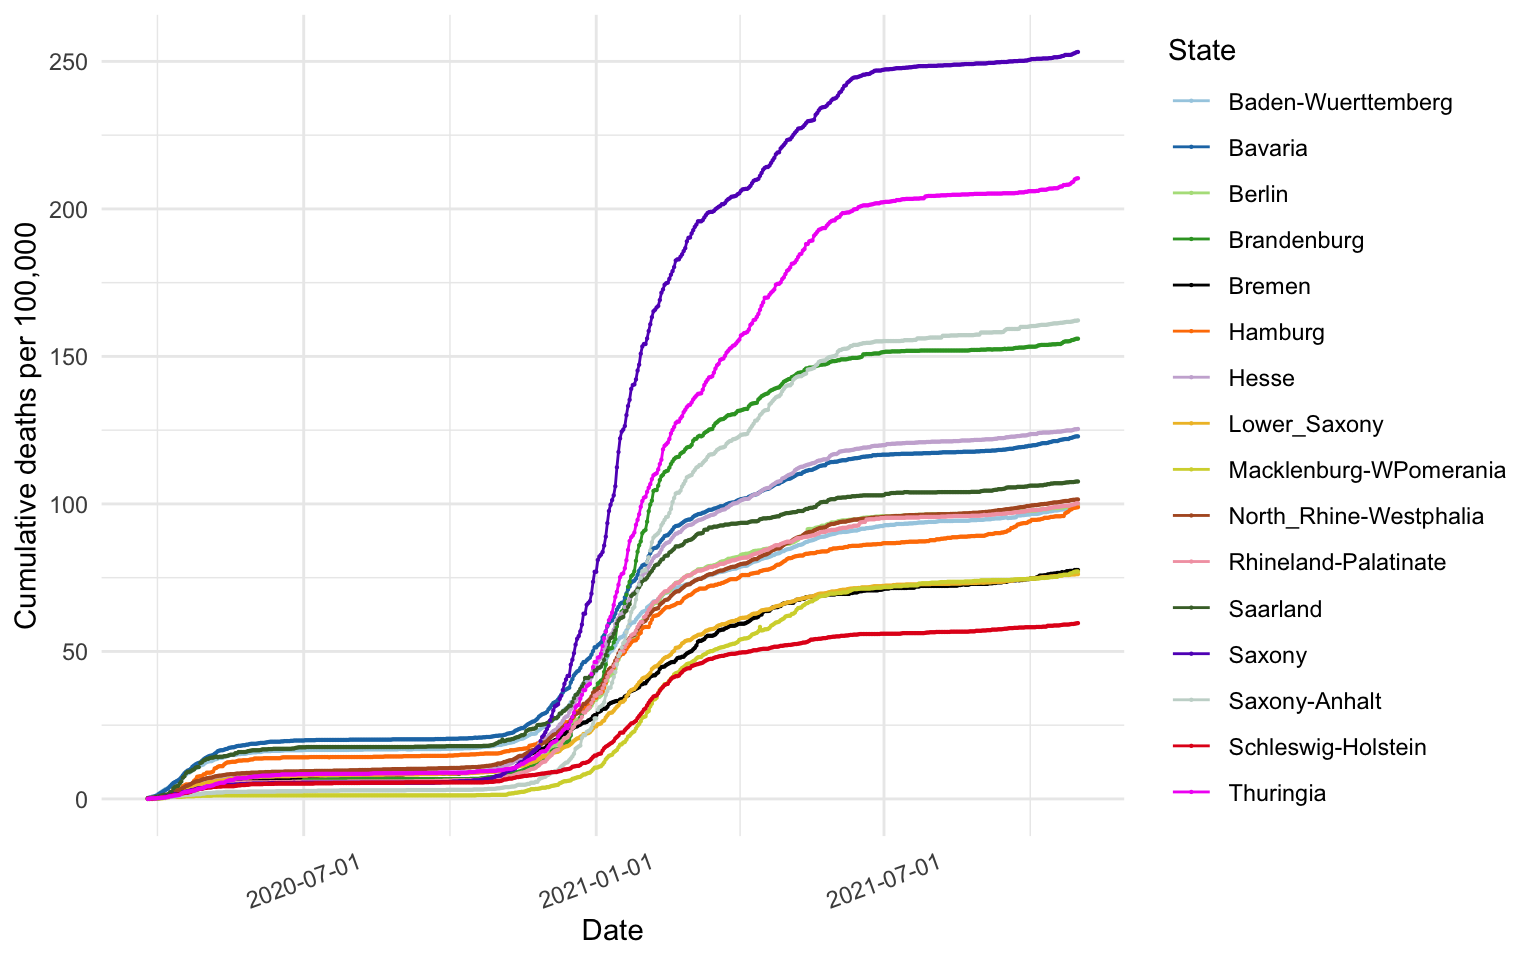 Cumulative deaths per 100,000
250
200
150
100
50
0
2020-07-01
2021-01-01
2021-07-01
Date
State
Baden-Wuerttemberg
Bavaria
Berlin
Brandenburg
Bremen
Hamburg
Hesse
Lower_Saxony
Macklenburg-WPomerania
North_Rhine-Westphalia
Rhineland-Palatinate
Saarland
Saxony
Saxony-Anhalt
Schleswig-Holstein
Thuringia